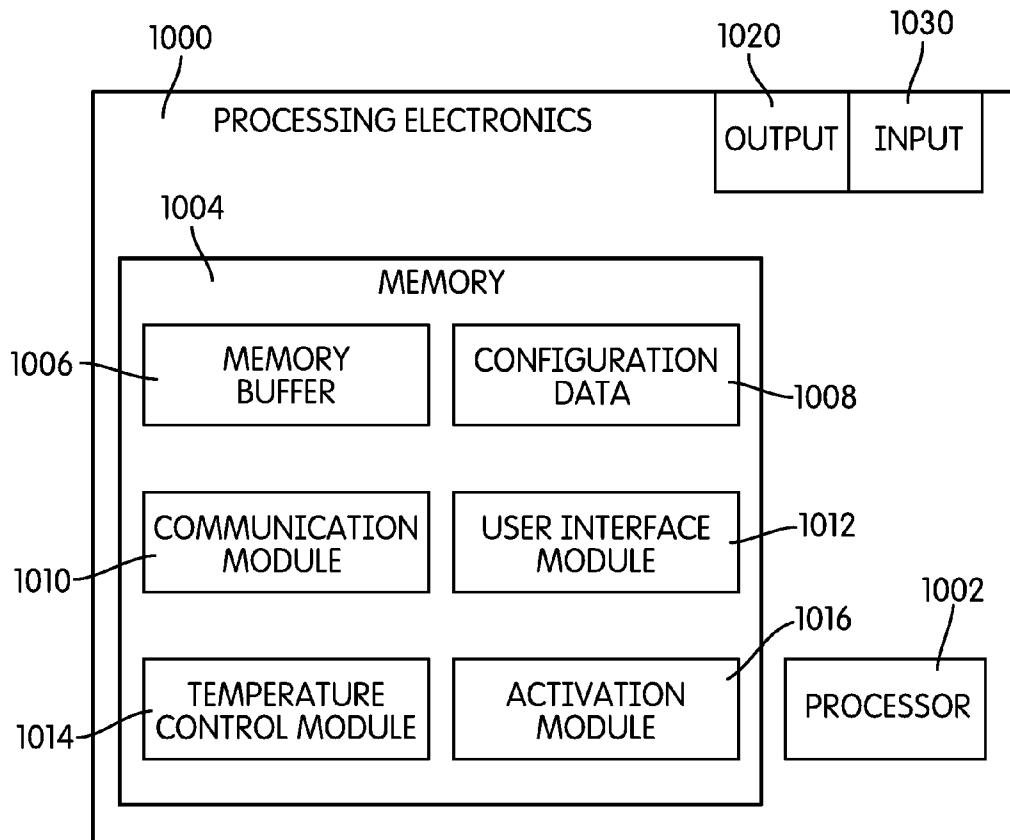 1000
1020
1030
PROCESSING ELECTRONICS
OUTPUT
INPUT
1004
MEMORY
1006
MEMORY
BUFFER
CONFIGURATION
DATA
1008
COMMUNICATION
MODULE
1010
USER INTERFACE
MODULE
1012
1002
1016
TEMPERATURE
CONTROL MODULE
1014
ACTIVATION
MODULE
PROCESSOR